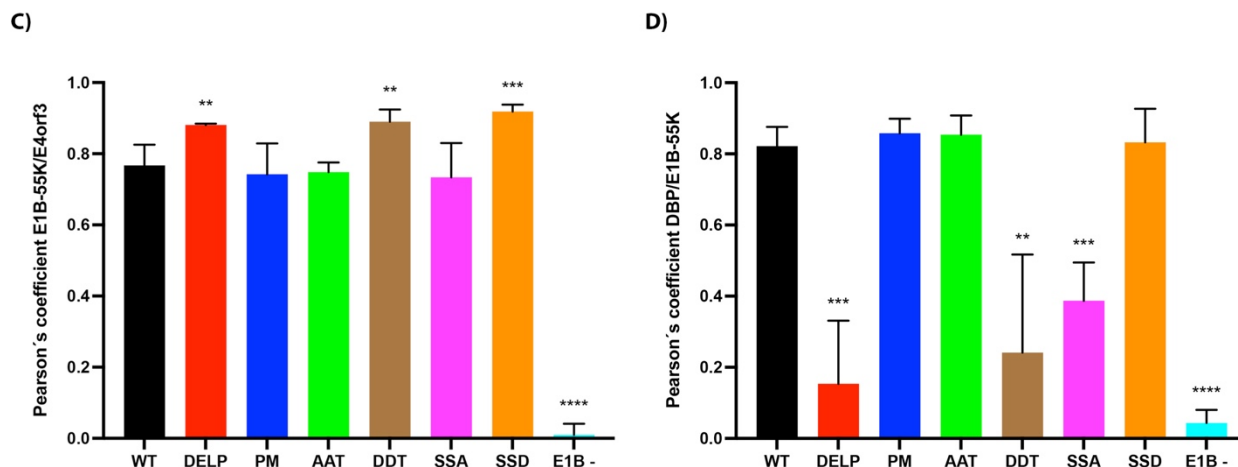 C)
Pearson´s coefficient E1B-55K/E4orf3
1.0
0.8
0.6
0.4
0.2
0.0
** ** *** ****
WT DELP PM AAT DDT SSA SSD E1B -
D)
Pearson´s coefficient DBP/E1B-55K
1.0
0.8
0.6
0.4
0.2
0.0
*** ** *** ****
WT DELP PM AAT DDT SSA SSD E1B -